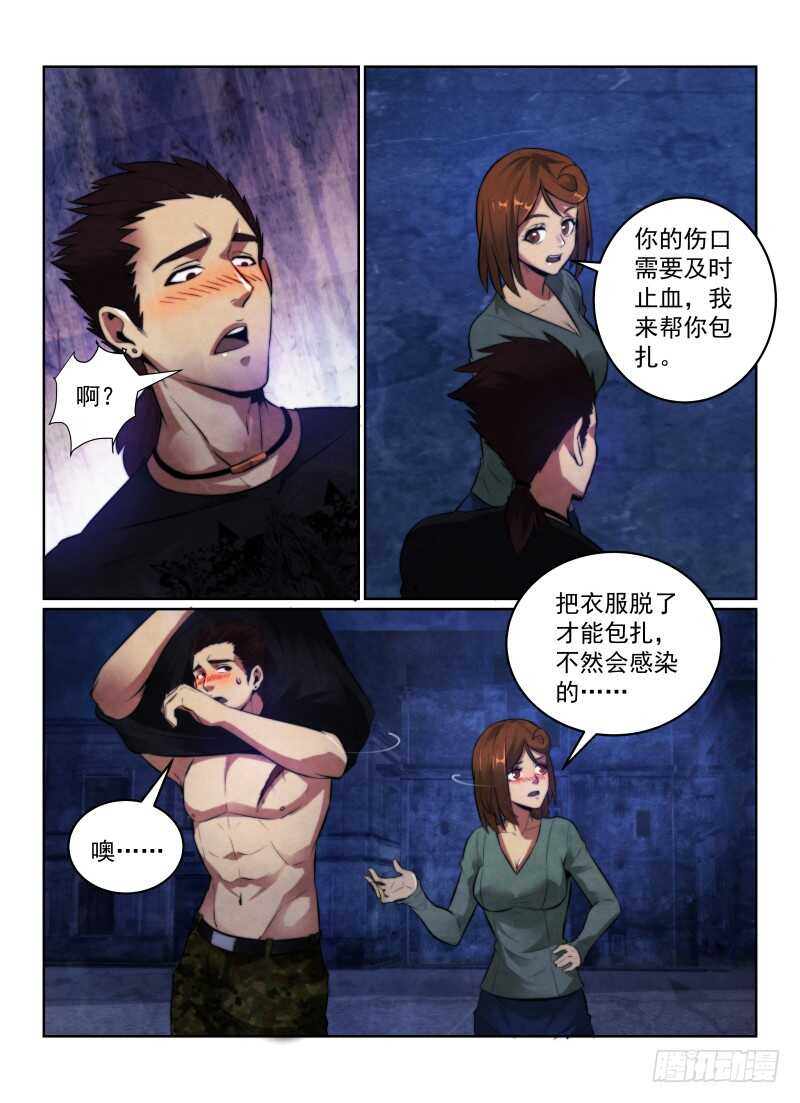 啊?
你的伤口
需要及时
止血，我
来帮你包
扎。
把衣服脱了
才能包扎，
不然会感染
的……
噢……
腾讯动漫